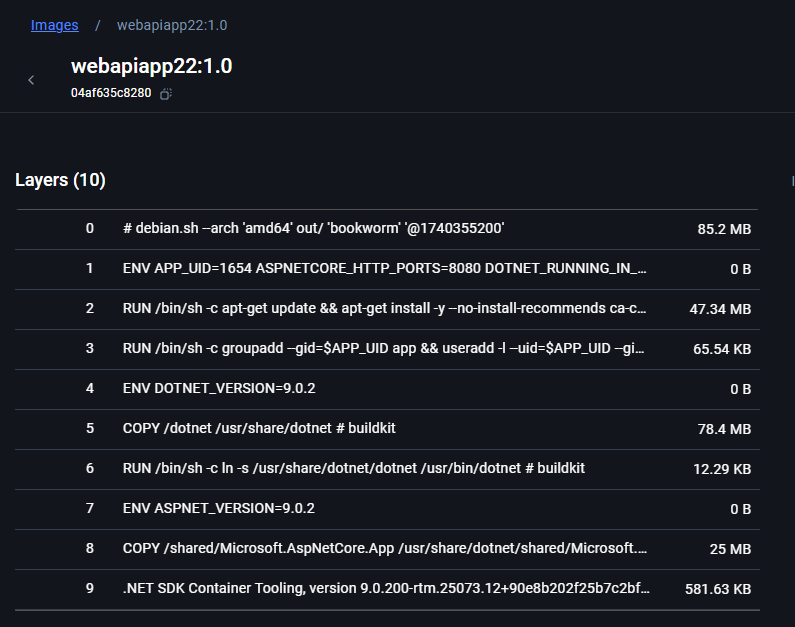 Images / webapiapp22:1.0
webapiapp22:1.0
04af635c8280
Layers (10)
0 # debian.sh --arch 'amd64' out/ 'bookworm' '@1740355200' 85.2 MB
1 ENV APP_UID=1654 ASPNETCORE_HTTP_PORTS=8080 DOTNET_RUNNING_IN_... 0 B
2 RUN /bin/sh -c apt-get update && apt-get install -y --no-install-recommends ca-c... 47.34 MB
3 RUN /bin/sh -c groupadd --gid=$APP_UID app && useradd -l --uid=$APP_UID --gi... 65.54 KB
4 ENV DOTNET_VERSION=9.0.2 0 B
5 COPY /dotnet /usr/share/dotnet # buildkit 78.4 MB
6 RUN /bin/sh -c ln -s /usr/share/dotnet/dotnet /usr/bin/dotnet # buildkit 12.29 KB
7 ENV ASPNET_VERSION=9.0.2 0 B
8 COPY /shared/Microsoft.AspNetCore.App /usr/share/dotnet/shared/Microsoft.... 25 MB
9 .NET SDK Container Tooling, version 9.0.200-rtm.25073.12+90e8b202f25b7c2bf... 581.63 KB